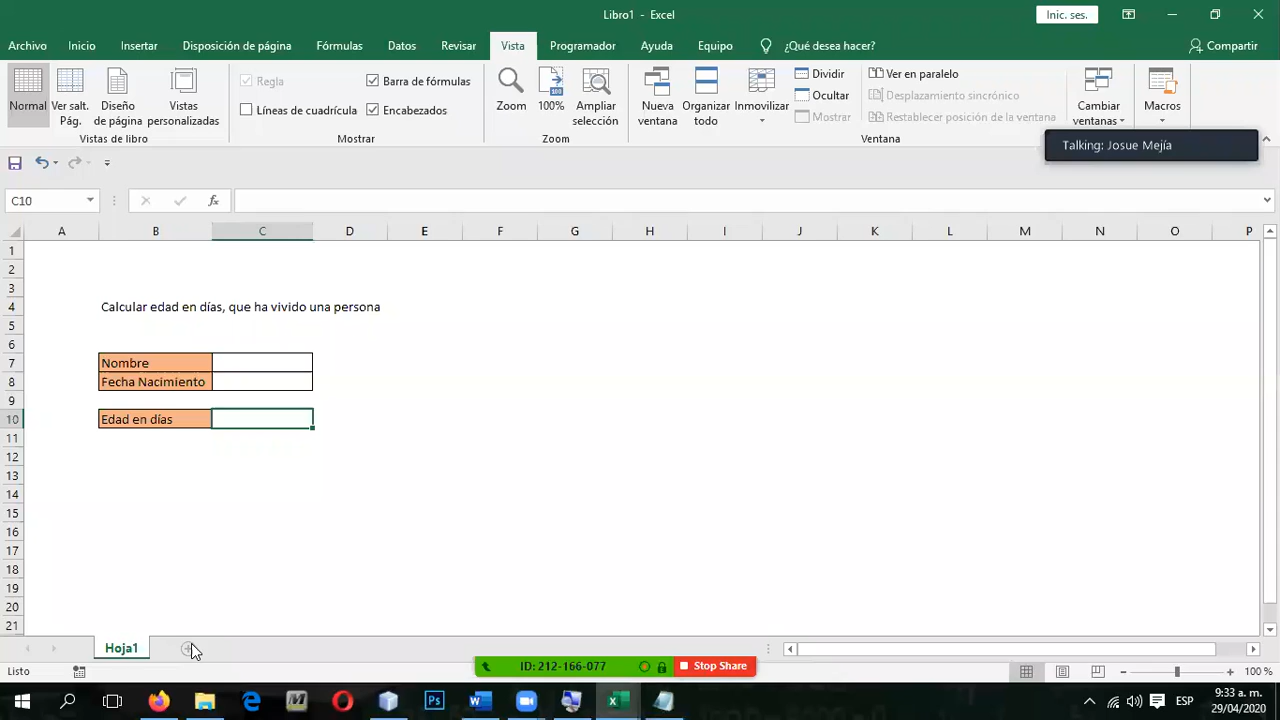 Libro1 - Excel
Inic. ses.
Archivo Inicio Insertar Disposición de página Fórmulas Datos Revisar Vista Programador Ayuda Equipo ¿Qué desea hacer? Compartir
Normal
Ver salt. Pág.
Diseño de página
Vistas personalizadas
Vistas de libro
Regla
Barra de fórmulas
Líneas de cuadrícula
Encabezados
Mostrar
Zoom
100%
Ampliar selección
Zoom
Nueva ventana
Organizar todo
Inmovilizar
Dividir
Ocultar
Mostrar
Ver en paralelo
Desplazamiento sincrónico
Restablecer posición de la ventana
Ventana
Cambiar ventanas
Macros
Talking: Josue Mejía
C10
fx
A B C D E F G H I J K L M N O P
1
2
3
4 Calcular edad en días, que ha vivido una persona
5
6
7 Nombre
8 Fecha Nacimiento
9
10 Edad en días
11
12
13
14
15
16
17
18
19
20
21
Hoja1
Listo
ID: 212-166-077 Stop Share
100 %
ESP
9:33 a. m.
29/04/2020